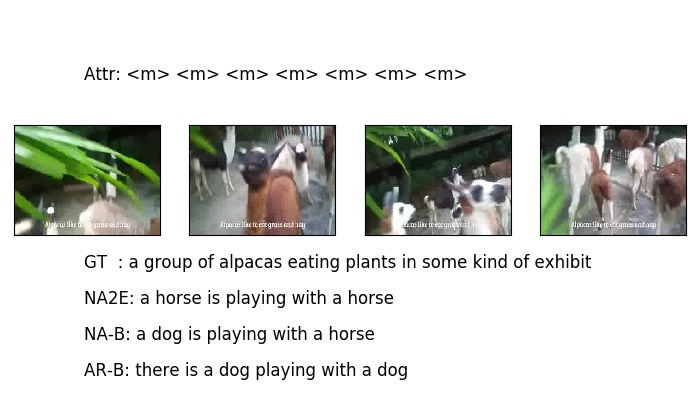 Attr: <m> <m> <m> <m> <m> <m> <m>
Alpacas like to eat grass and hay
Alpacas like to eat grass and hay
Alpacas like to eat grass and hay
Alpacas like to eat grass and hay
GT : a group of alpacas eating plants in some kind of exhibit
NA2E: a horse is playing with a horse
NA-B: a dog is playing with a horse
AR-B: there is a dog playing with a dog